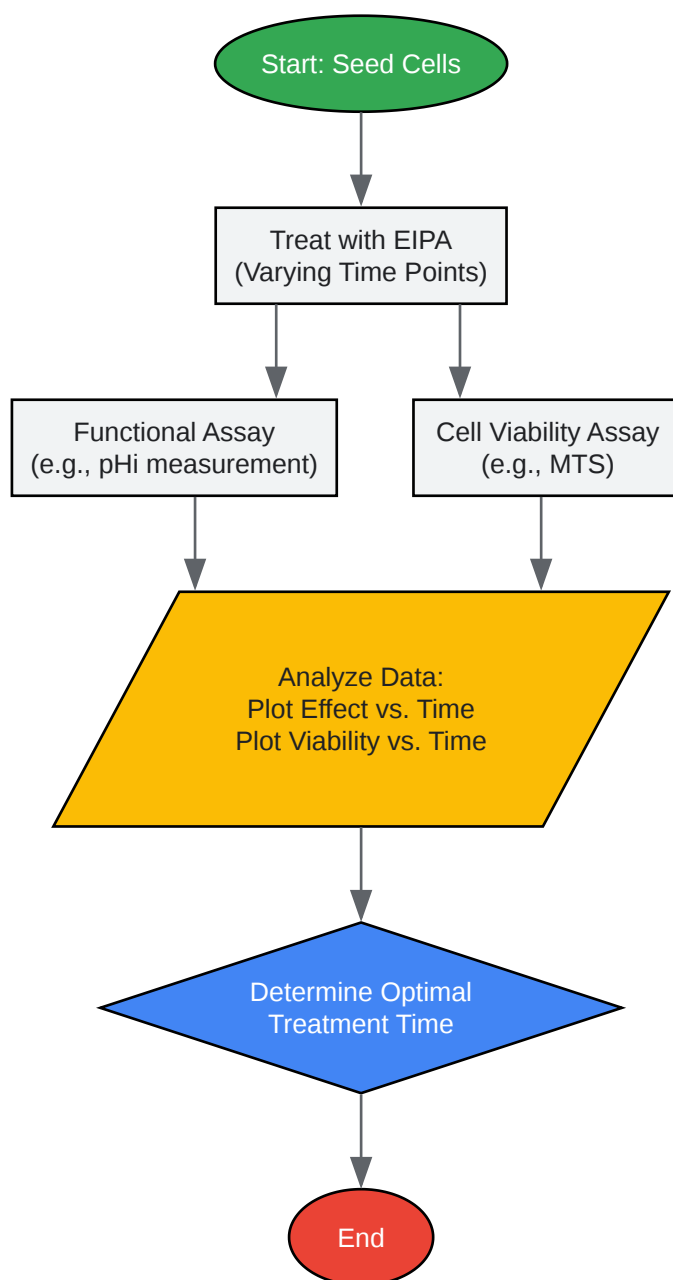 Start: Seed Cells
Treat with EIPA
(Varying Time Points)
Functional Assay
(e.g., pHi measurement)
Cell Viability Assay
(e.g., MTS)
Analyze Data:
Plot Effect vs. Time
Plot Viability vs. Time
Determine Optimal
Treatment Time
End